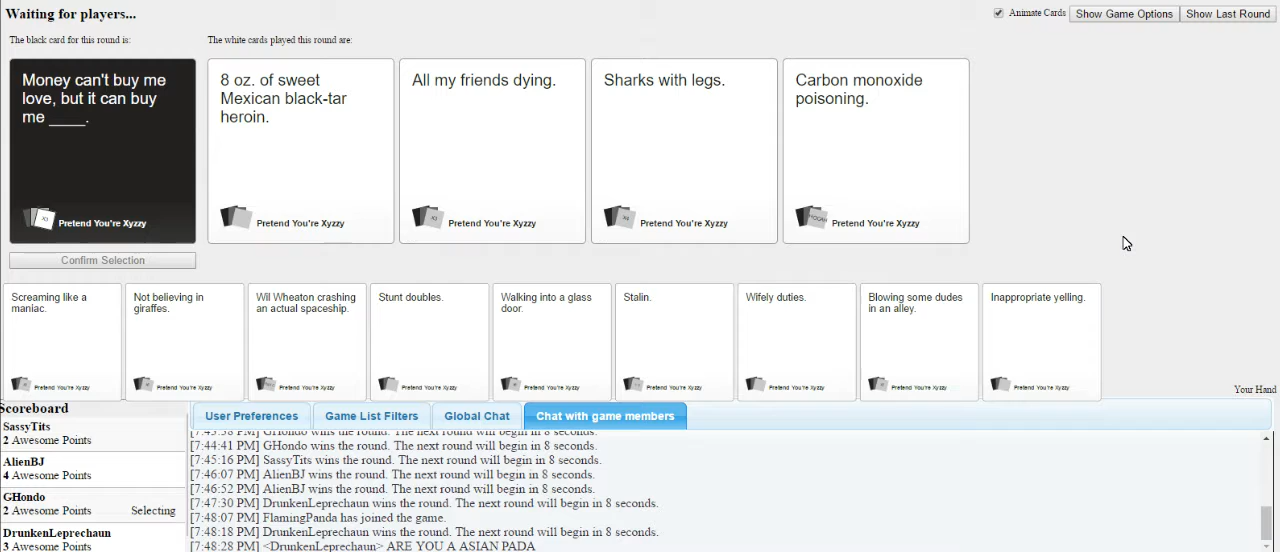 Waiting for players...
Animate Cards
Show Game Options
Show Last Round
The black card for this round is:
The white cards played this round are:
Money can't buy me
love, but it can buy
me ____.
Pretend You're Xyzzy
8 oz. of sweet
Mexican black-tar
heroin.
Pretend You're Xyzzy
All my friends dying.
Pretend You're Xyzzy
Sharks with legs.
Pretend You're Xyzzy
Carbon monoxide
poisoning.
Pretend You're Xyzzy
Confirm Selection
Screaming like a
maniac.
Pretend You're Xyzzy
Not believing in
giraffes.
Pretend You're Xyzzy
Wil Wheaton crashing
an actual spaceship.
Pretend You're Xyzzy
Stunt doubles.
Pretend You're Xyzzy
Walking into a glass
door.
Pretend You're Xyzzy
Stalin.
Pretend You're Xyzzy
Wifely duties.
Pretend You're Xyzzy
Blowing some dudes
in an alley.
Pretend You're Xyzzy
Inappropriate yelling.
Pretend You're Xyzzy
Your Hand
Scoreboard
SassyTits
2 Awesome Points
AlienBJ
4 Awesome Points
GHondo
2 Awesome Points
Selecting
DrunkenLeprechaun
3 Awesome Points
User Preferences
Game List Filters
Global Chat
Chat with game members
GHondo wins the round. The next round will begin in 8 seconds.
[7:44:41 PM] GHondo wins the round. The next round will begin in 8 seconds.
[7:45:16 PM] SassyTits wins the round. The next round will begin in 8 seconds.
[7:46:07 PM] AlienBJ wins the round. The next round will begin in 8 seconds.
[7:46:52 PM] AlienBJ wins the round. The next round will begin in 8 seconds.
[7:47:30 PM] DrunkenLeprechaun wins the round. The next round will begin in 8 seconds.
[7:48:07 PM] FlamingPanda has joined the game.
[7:48:18 PM] DrunkenLeprechaun wins the round. The next round will begin in 8 seconds.
[7:48:28 PM] <DrunkenLeprechaun> ARE YOU A ASIAN PADA